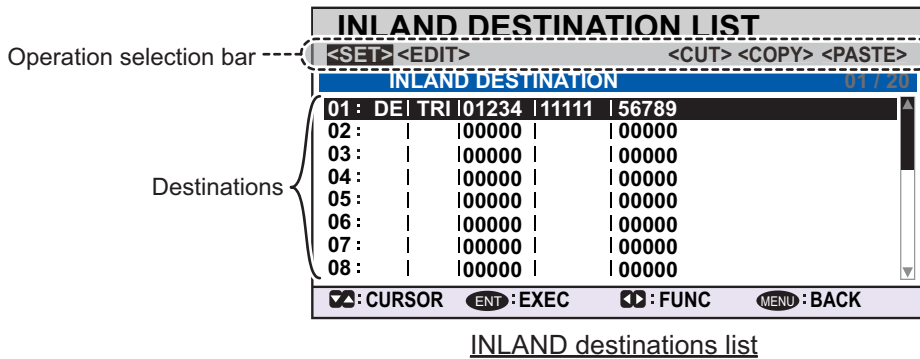 INLAND DESTINATION LIST
Operation selection bar
<SET> <EDIT> <CUT> <COPY> <PASTE>
INLAND DESTINATION 01 / 20
01 : DE | TRI | 01234 | 11111 | 56789
02 : | | 00000 | | 00000
03 : | | 00000 | | 00000
Destinations
04 : | | 00000 | | 00000
05 : | | 00000 | | 00000
06 : | | 00000 | | 00000
07 : | | 00000 | | 00000
08 : | | 00000 | | 00000
▼▲ : CURSOR ENT : EXEC ◀▶ : FUNC MENU : BACK
INLAND destinations list